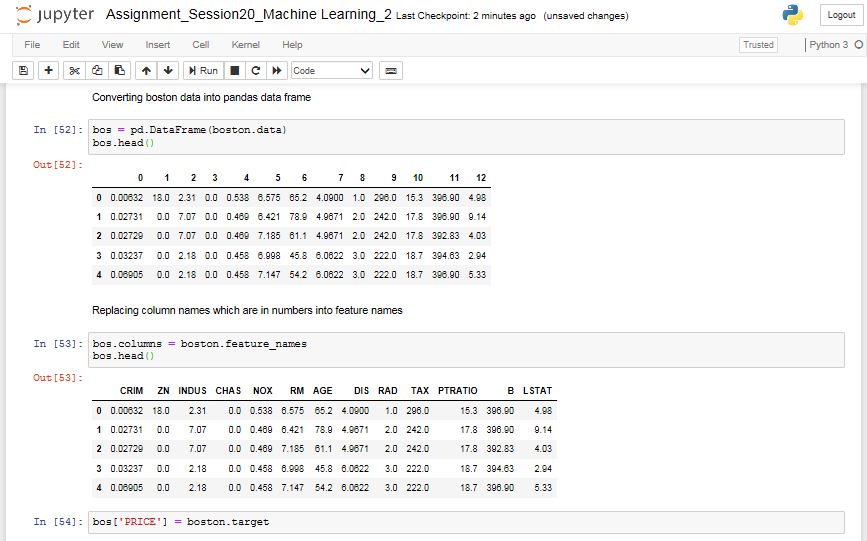 jupyter Assignment_Session20_Machine Learning_2 Last Checkpoint: 2 minutes ago (unsaved changes) Logout
File Edit View Insert Cell Kernel Help Trusted Python 3
Run Code
Converting boston data into pandas data frame
In [52]: bos = pd.DataFrame(boston.data)
bos.head()
Out[52]:
0 1 2 3 4 5 6 7 8 9 10 11 12
0 0.00632 18.0 2.31 0.0 0.538 6.575 65.2 4.0900 1.0 296.0 15.3 396.90 4.98
1 0.02731 0.0 7.07 0.0 0.469 6.421 78.9 4.9671 2.0 242.0 17.8 396.90 9.14
2 0.02729 0.0 7.07 0.0 0.469 7.185 61.1 4.9671 2.0 242.0 17.8 392.83 4.03
3 0.03237 0.0 2.18 0.0 0.458 6.998 45.8 6.0622 3.0 222.0 18.7 394.63 2.94
4 0.06905 0.0 2.18 0.0 0.458 7.147 54.2 6.0622 3.0 222.0 18.7 396.90 5.33
Replacing column names which are in numbers into feature names
In [53]: bos.columns = boston.feature_names
bos.head()
Out[53]:
CRIM ZN INDUS CHAS NOX RM AGE DIS RAD TAX PTRATIO B LSTAT
0 0.00632 18.0 2.31 0.0 0.538 6.575 65.2 4.0900 1.0 296.0 15.3 396.90 4.98
1 0.02731 0.0 7.07 0.0 0.469 6.421 78.9 4.9671 2.0 242.0 17.8 396.90 9.14
2 0.02729 0.0 7.07 0.0 0.469 7.185 61.1 4.9671 2.0 242.0 17.8 392.83 4.03
3 0.03237 0.0 2.18 0.0 0.458 6.998 45.8 6.0622 3.0 222.0 18.7 394.63 2.94
4 0.06905 0.0 2.18 0.0 0.458 7.147 54.2 6.0622 3.0 222.0 18.7 396.90 5.33
In [54]: bos['PRICE'] = boston.target